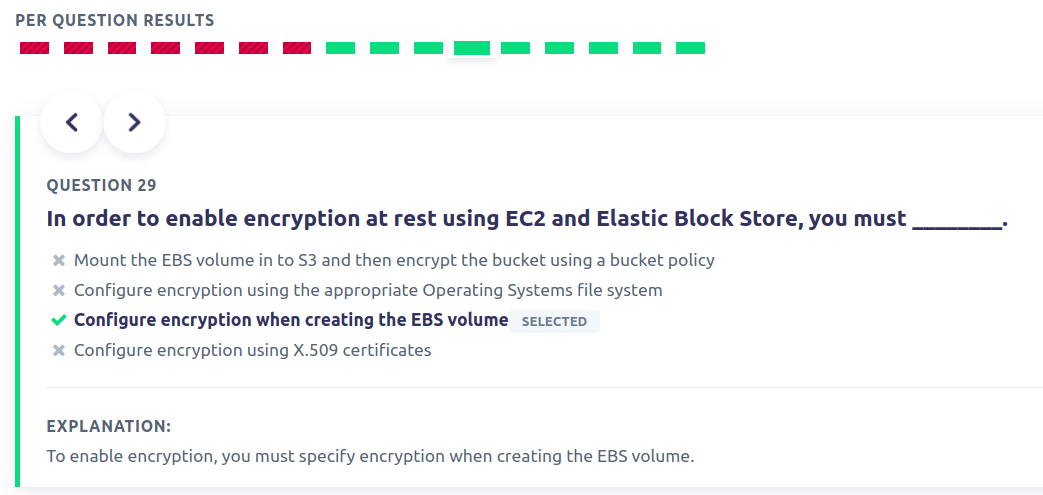 PER QUESTION RESULTS
QUESTION 29
In order to enable encryption at rest using EC2 and Elastic Block Store, you must ________.
Mount the EBS volume in to S3 and then encrypt the bucket using a bucket policy
Configure encryption using the appropriate Operating Systems file system
Configure encryption when creating the EBS volume SELECTED
Configure encryption using X.509 certificates
EXPLANATION:
To enable encryption, you must specify encryption when creating the EBS volume.